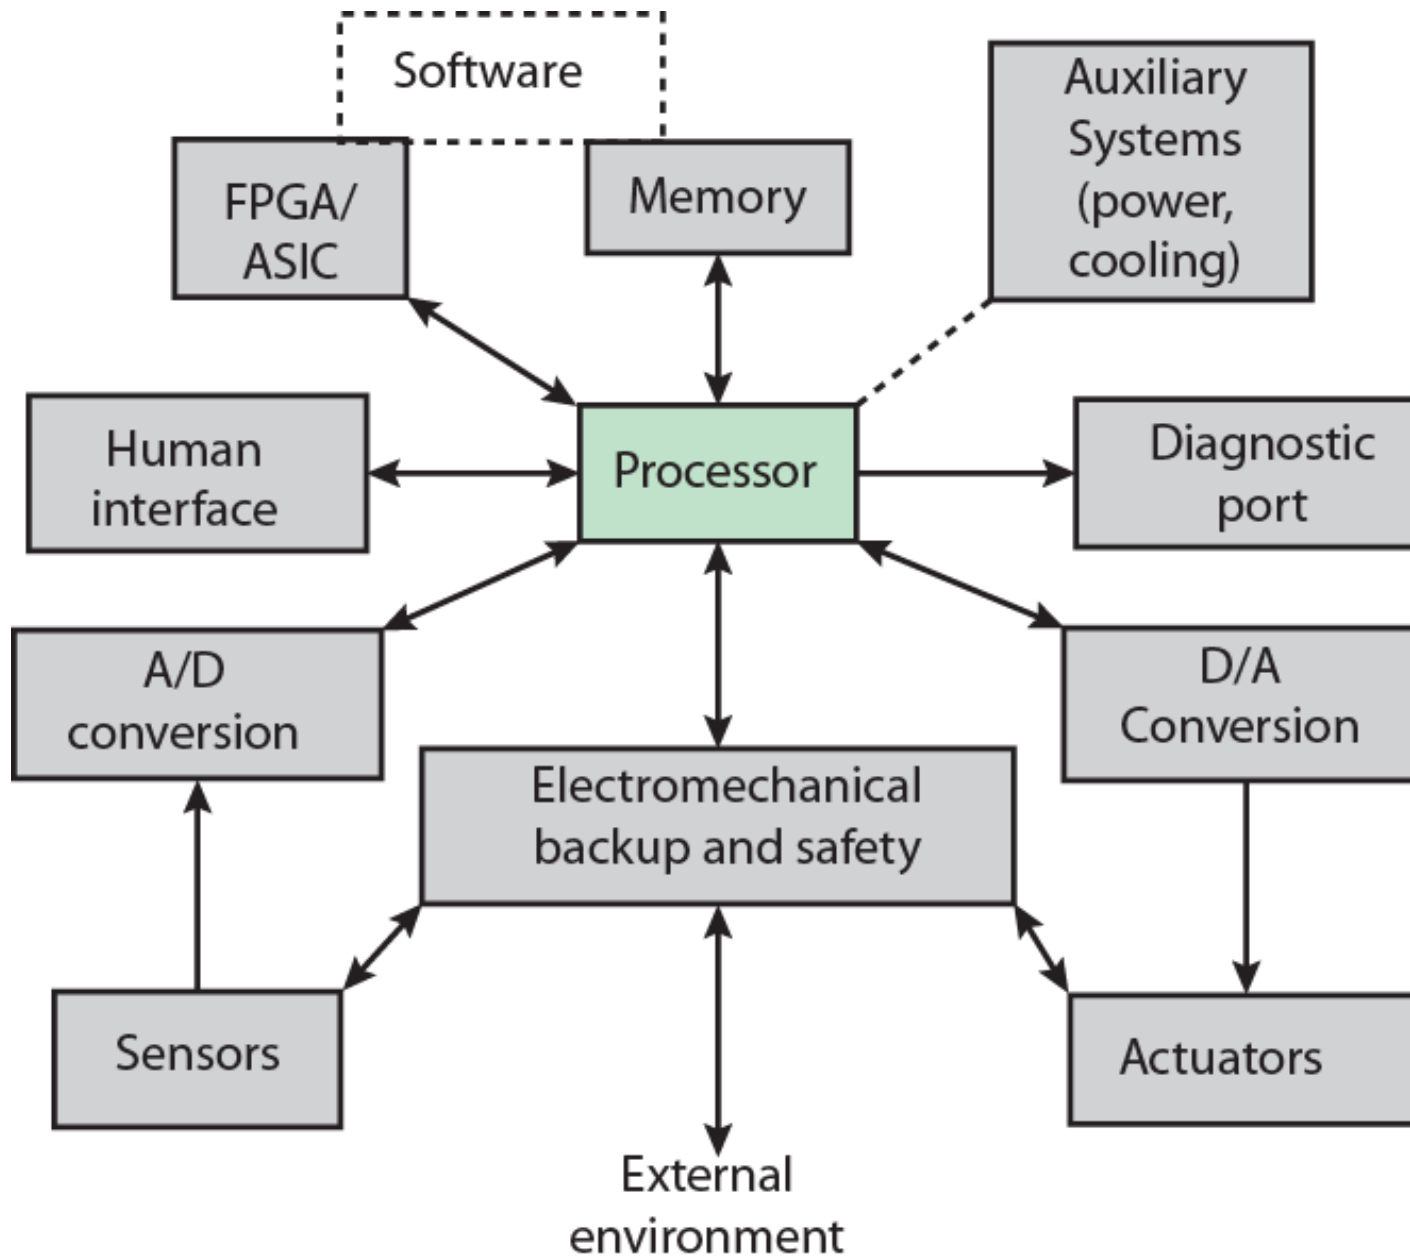 Software
Auxiliary
Systems
(power,
cooling)
FPGA/
ASIC
Memory
Human
interface
Processor
Diagnostic
port
A/D
conversion
D/A
Conversion
Electromechanical
backup and safety
Sensors
Actuators
External
environment